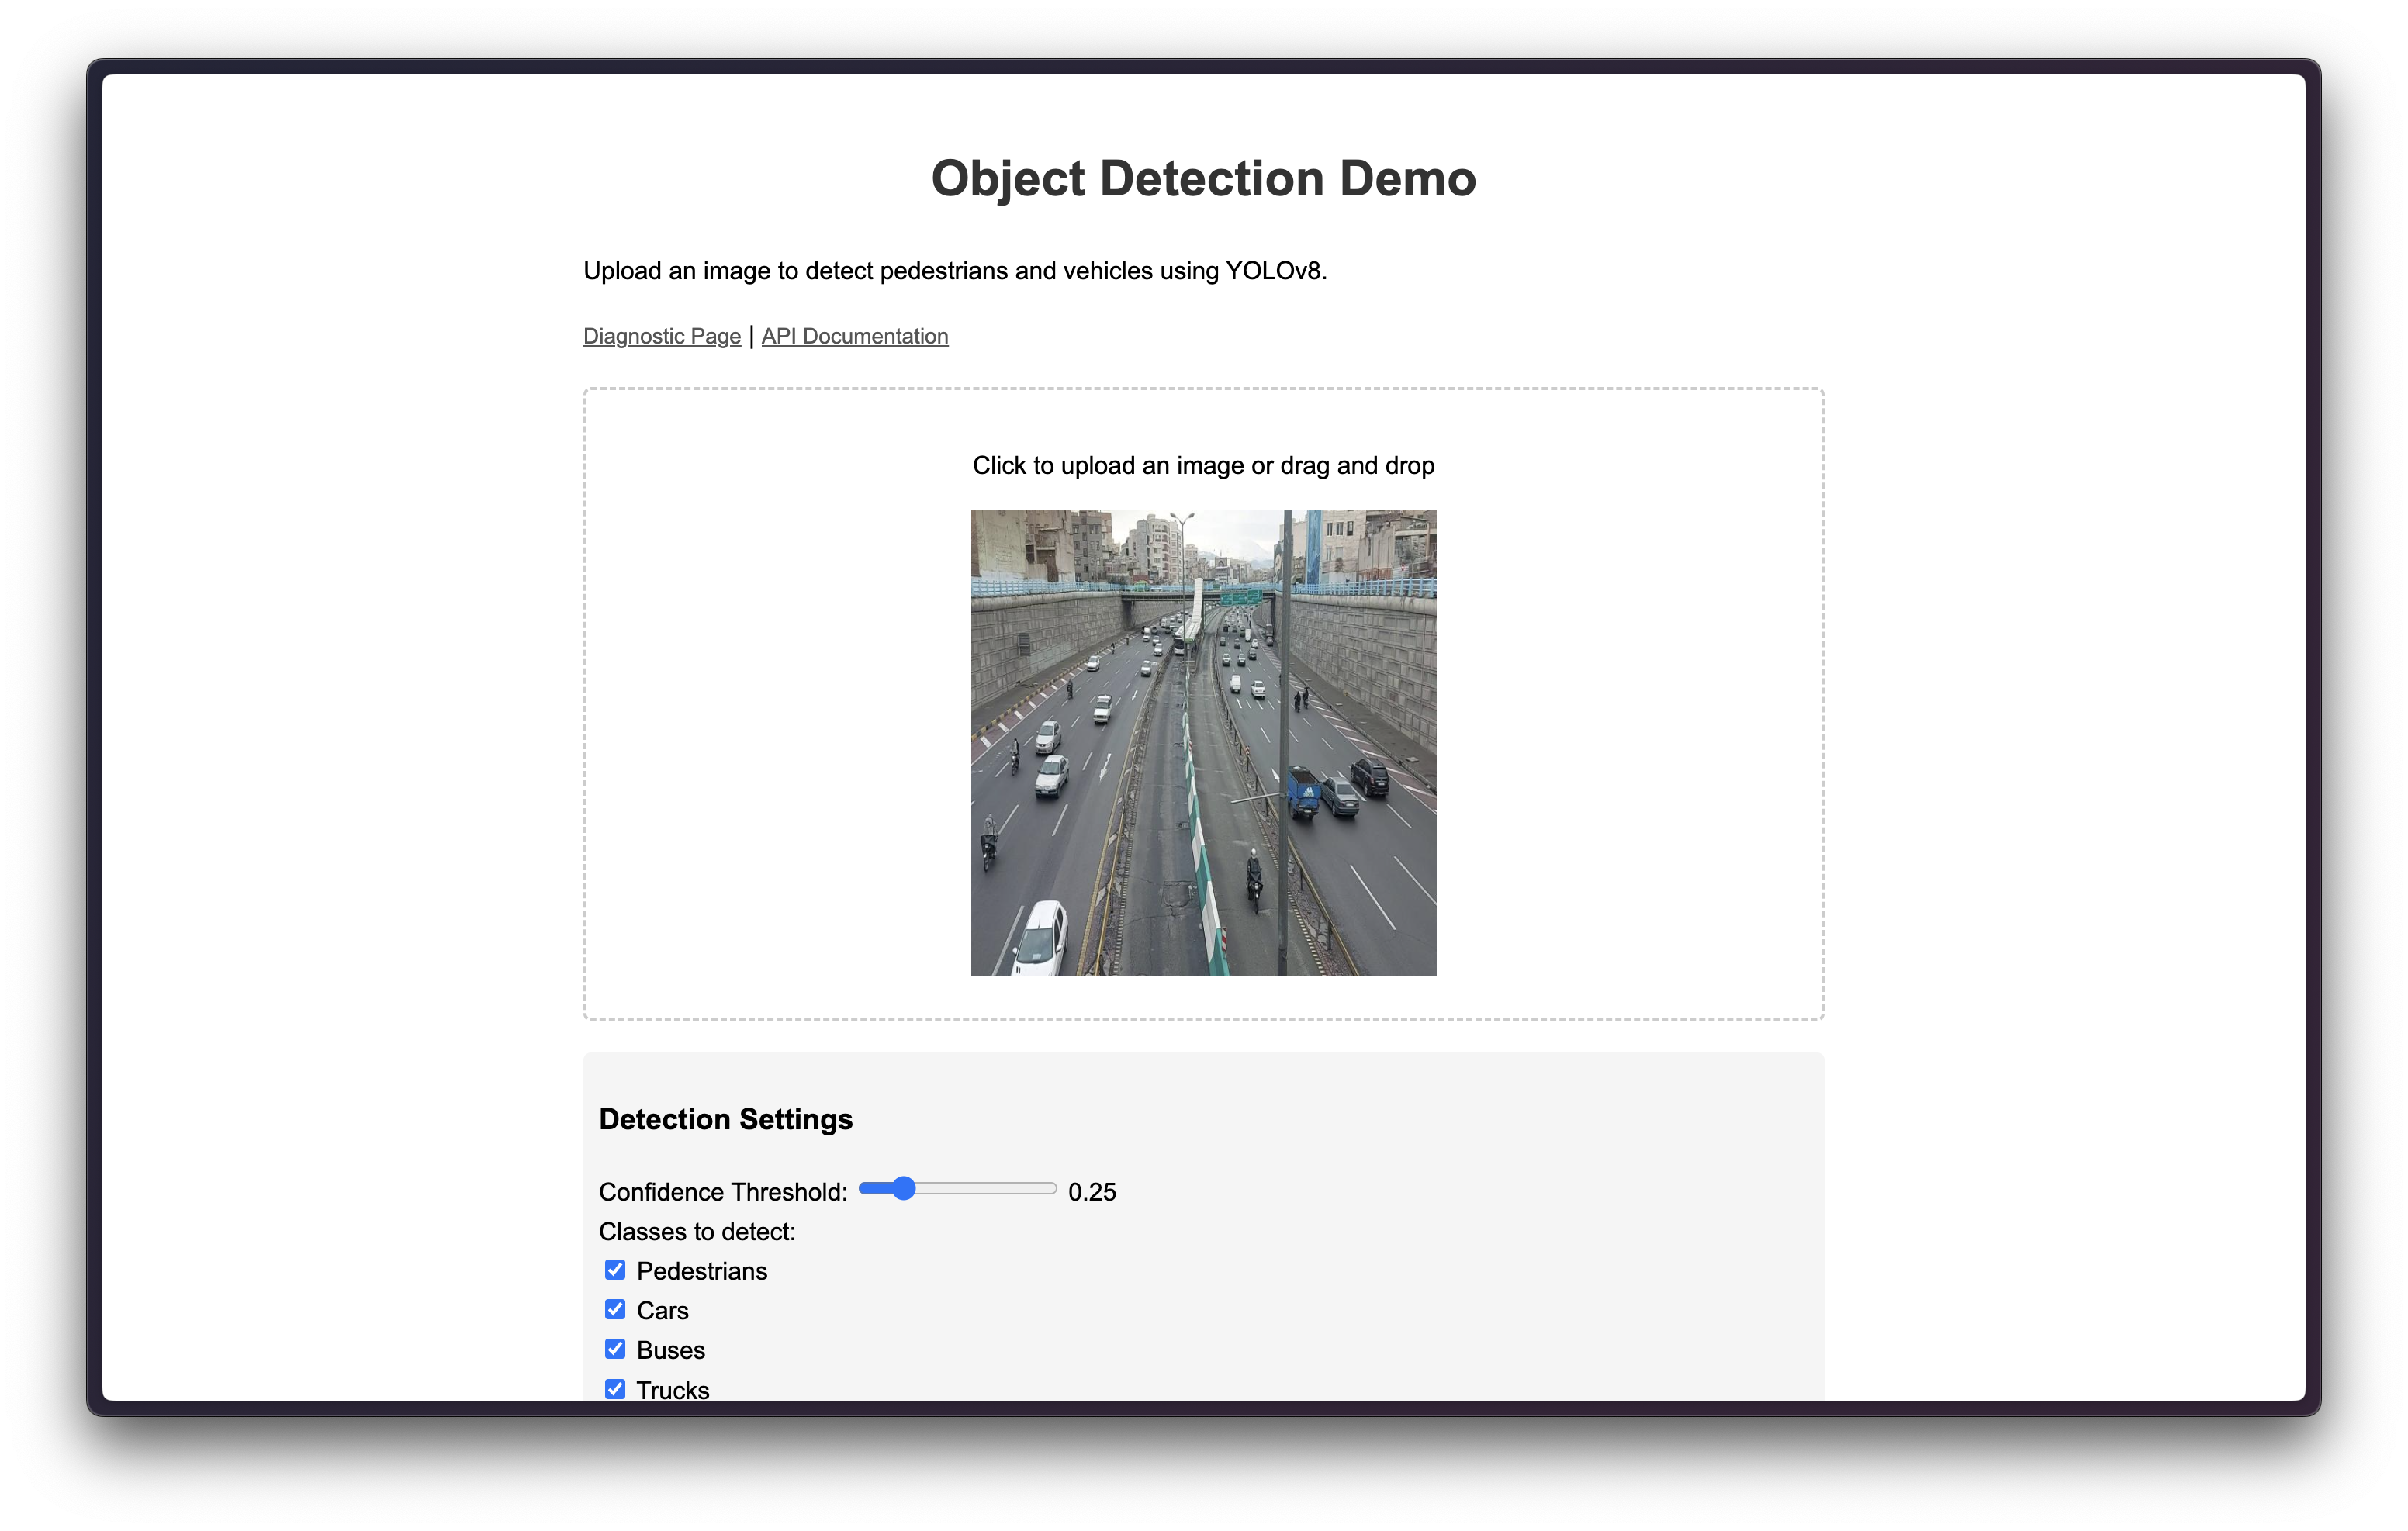 Object Detection Demo
Upload an image to detect pedestrians and vehicles using YOLOv8.
Diagnostic Page | API Documentation
Click to upload an image or drag and drop
Detection Settings
Confidence Threshold: 0.25
Classes to detect:
Pedestrians
Cars
Buses
Trucks